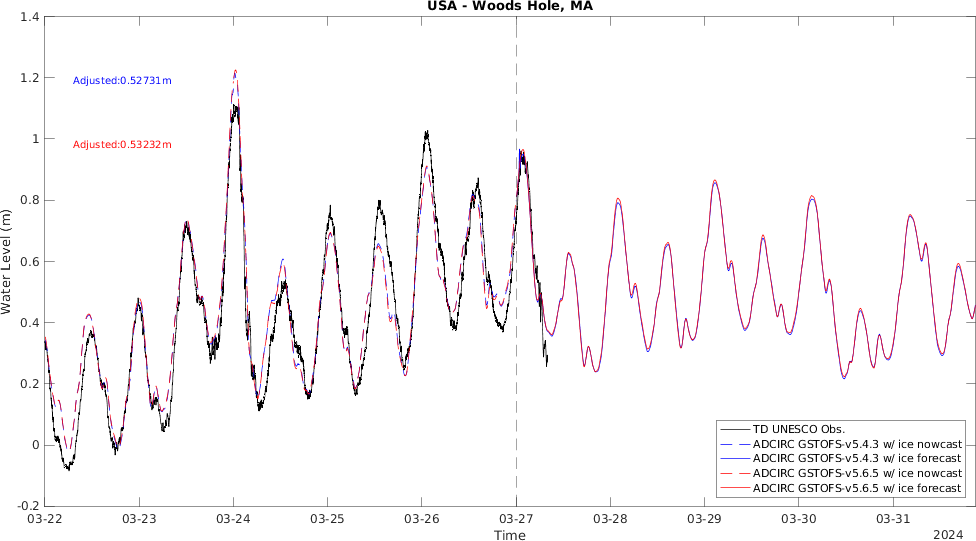 USA - Woods Hole, MA
1.4
1.2
1
0.8
0.6
0.4
0.2
0
-0.2
Water Level (m)
Adjusted:0.52731m
Adjusted:0.53232m
TD UNESCO Obs.
ADCIRC GSTOFS-v5.4.3 w/ ice nowcast
ADCIRC GSTOFS-v5.4.3 w/ ice forecast
ADCIRC GSTOFS-v5.6.5 w/ ice nowcast
ADCIRC GSTOFS-v5.6.5 w/ ice forecast
03-22 03-23 03-24 03-25 03-26 03-27 03-28 03-29 03-30 03-31
Time
2024